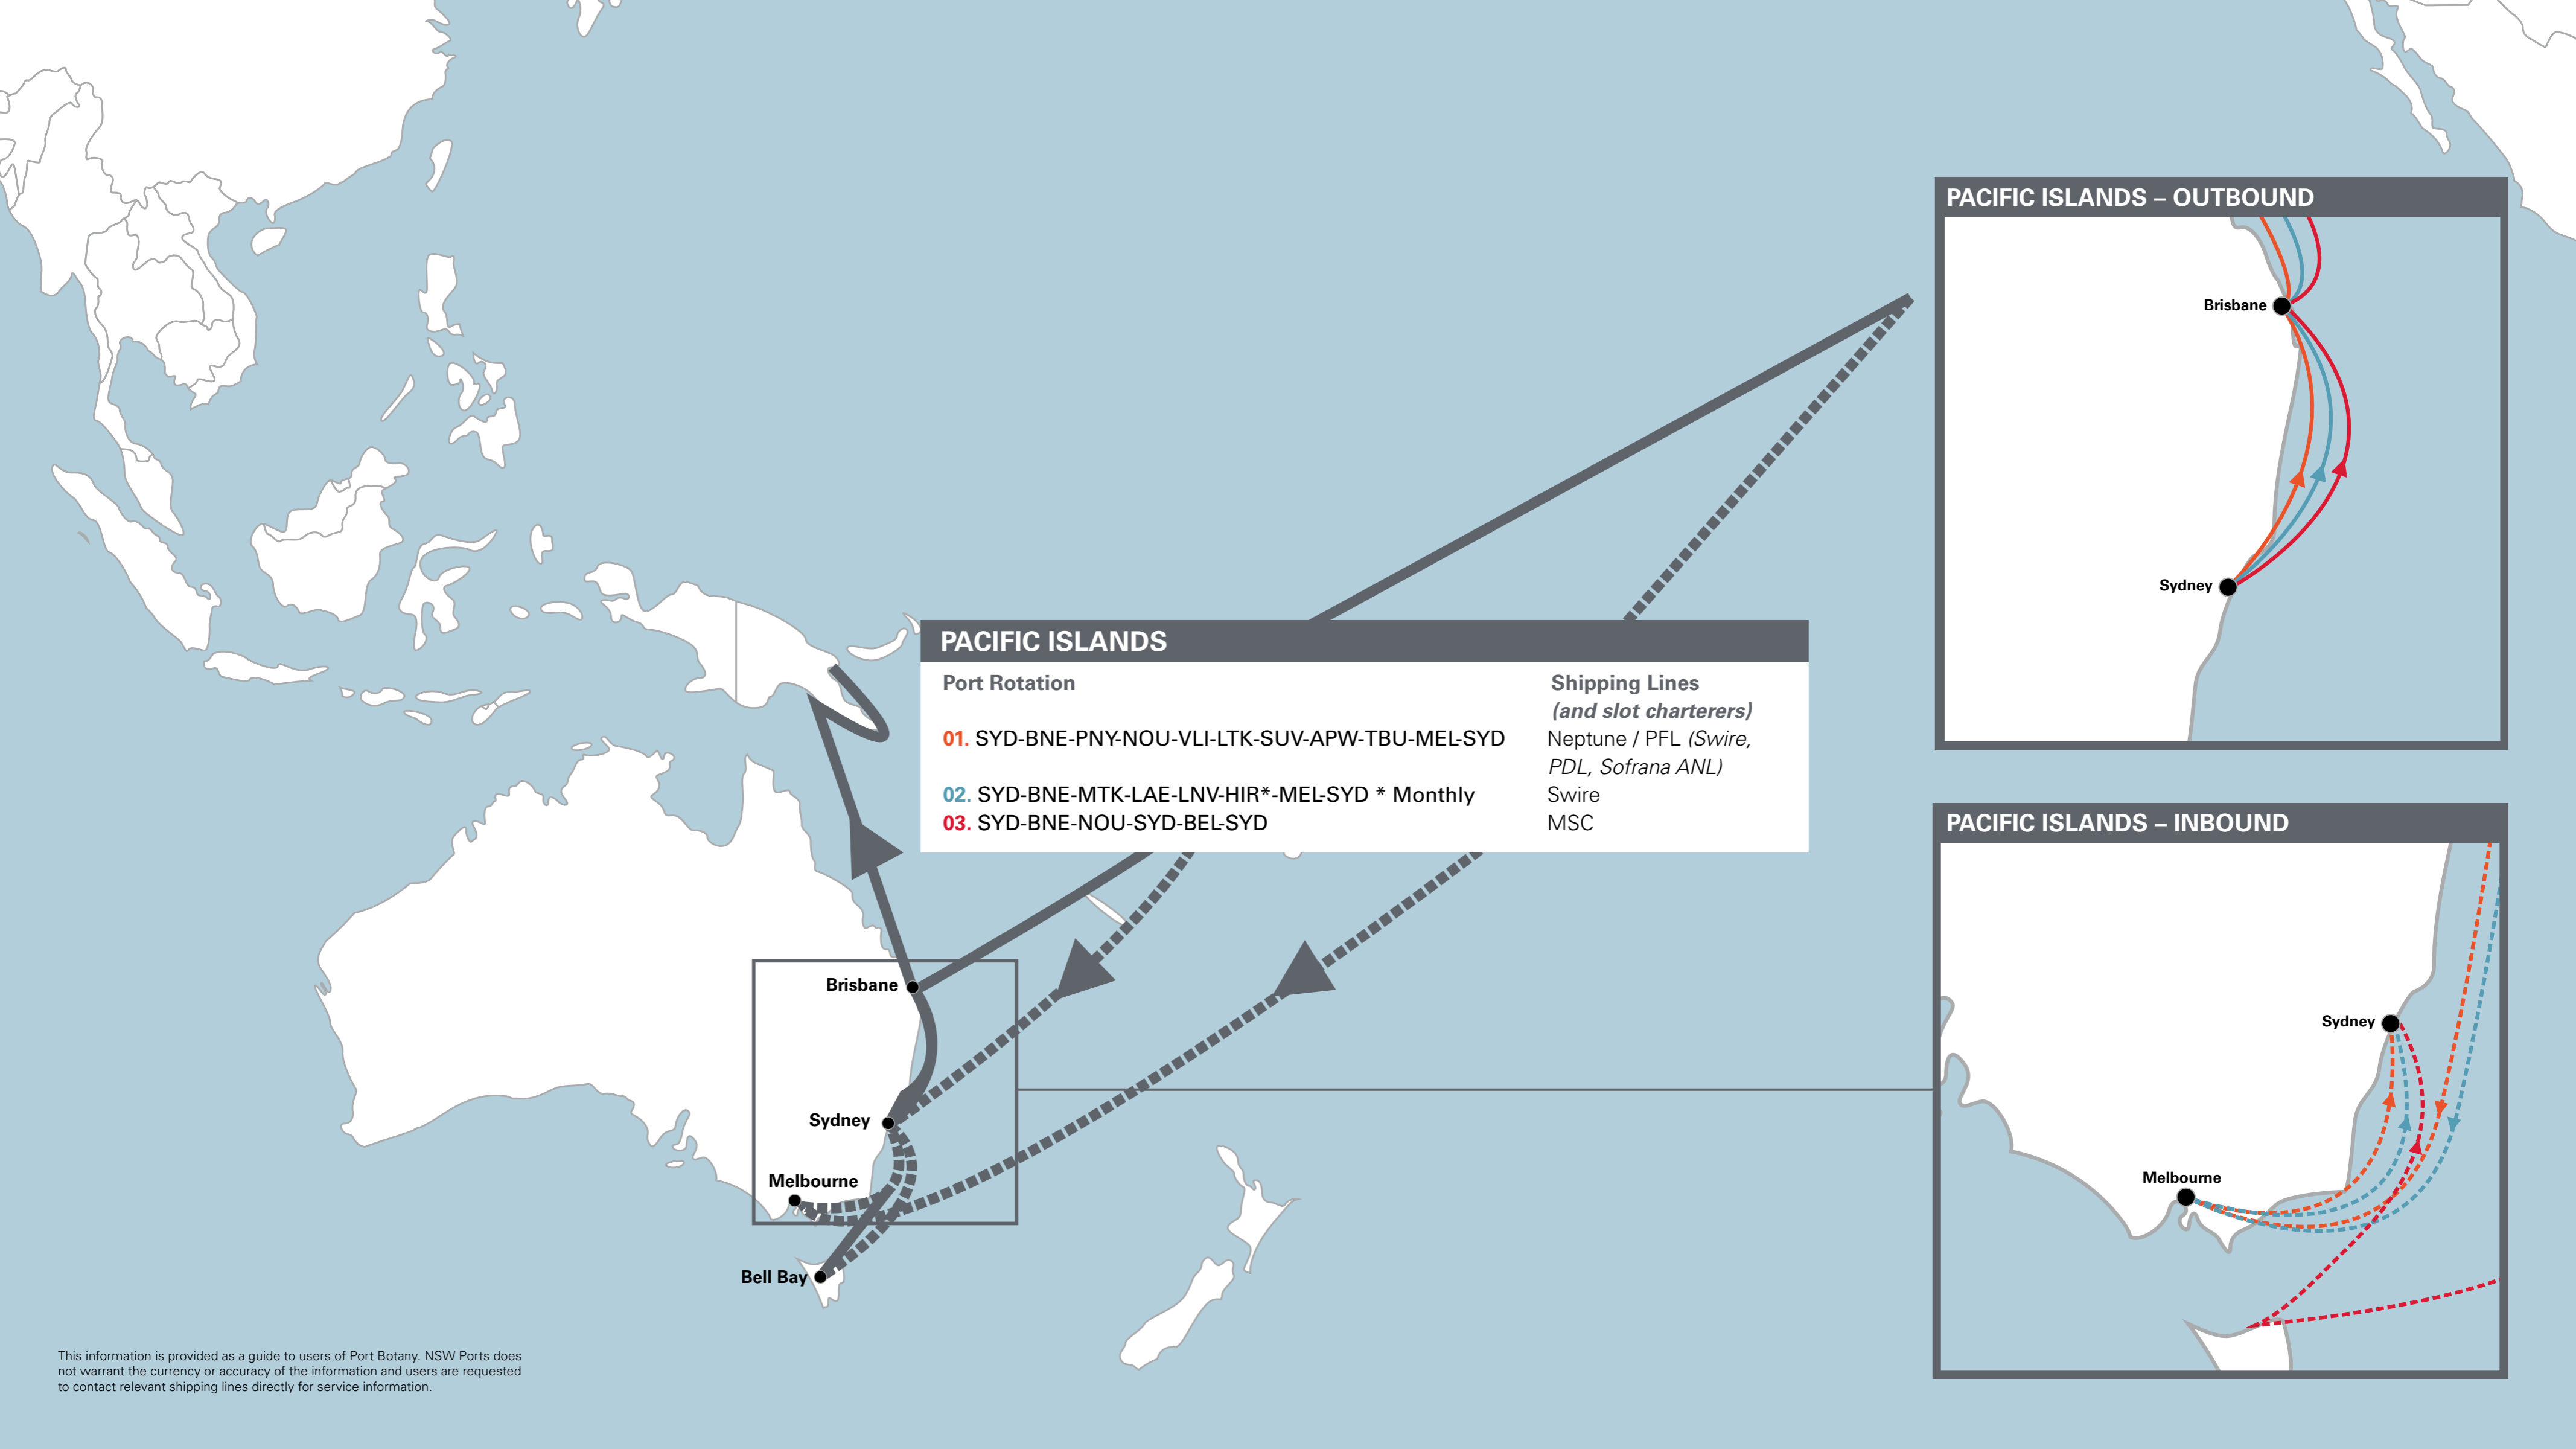 PACIFIC ISLANDS – OUTBOUND
Brisbane
Sydney
PACIFIC ISLANDS
Port Rotation
Shipping Lines
(and slot charterers)
01. SYD-BNE-PNY-NOU-VLI-LTK-SUV-APW-TBU-MEL-SYD
Neptune / PFL (Swire,
PDL, Sofrana ANL)
02. SYD-BNE-MTK-LAE-LNV-HIR*-MEL-SYD * Monthly
Swire
03. SYD-BNE-NOU-SYD-BEL-SYD
MSC
PACIFIC ISLANDS – INBOUND
Sydney
Melbourne
Brisbane
Sydney
Melbourne
Bell Bay
This information is provided as a guide to users of Port Botany. NSW Ports does
not warrant the currency or accuracy of the information and users are requested
to contact relevant shipping lines directly for service information.